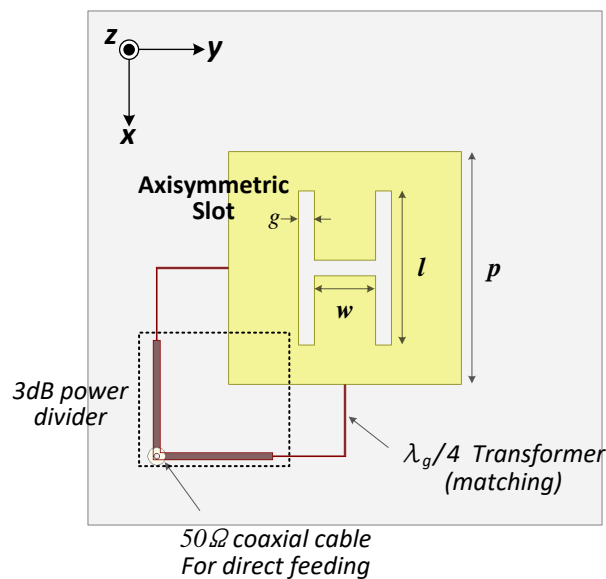 z
y
x
Axisymmetric
Slot
g
w
l
p
3dB power
divider
λg/4 Transformer
(matching)
50Ω coaxial cable
For direct feeding